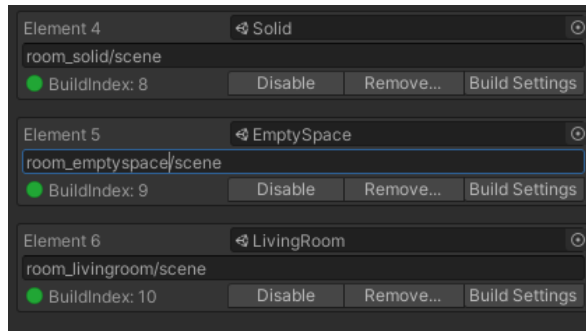 Element 4 Solid
room_solid/scene
BuildIndex: 8 Disable Remove... Build Settings
Element 5 EmptySpace
room_emptyspace/scene
BuildIndex: 9 Disable Remove... Build Settings
Element 6 LivingRoom
room_livingroom/scene
BuildIndex: 10 Disable Remove... Build Settings